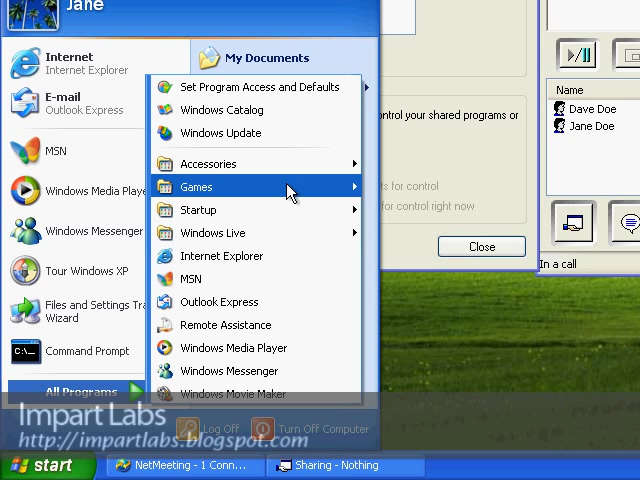 Jane
Internet
Internet Explorer
E-mail
Outlook Express
MSN
Windows Media Playe
Windows Messenger
Tour Windows XP
Files and Settings Tra
Wizard
Command Prompt
All Programs
My Documents
Set Program Access and Defaults
Windows Catalog
Windows Update
Accessories
Games
Startup
Windows Live
Internet Explorer
MSN
Outlook Express
Remote Assistance
Windows Media Player
Windows Messenger
Windows Movie Maker
Log Off
Turn Off Computer
ontrol your shared programs or
ts for control
for control right now
Close
Name
Dave Doe
Jane Doe
In a call
C:\_
Impart Labs
http://impartlabs.blogspot.com
start
NetMeeting - 1 Conn...
Sharing - Nothing